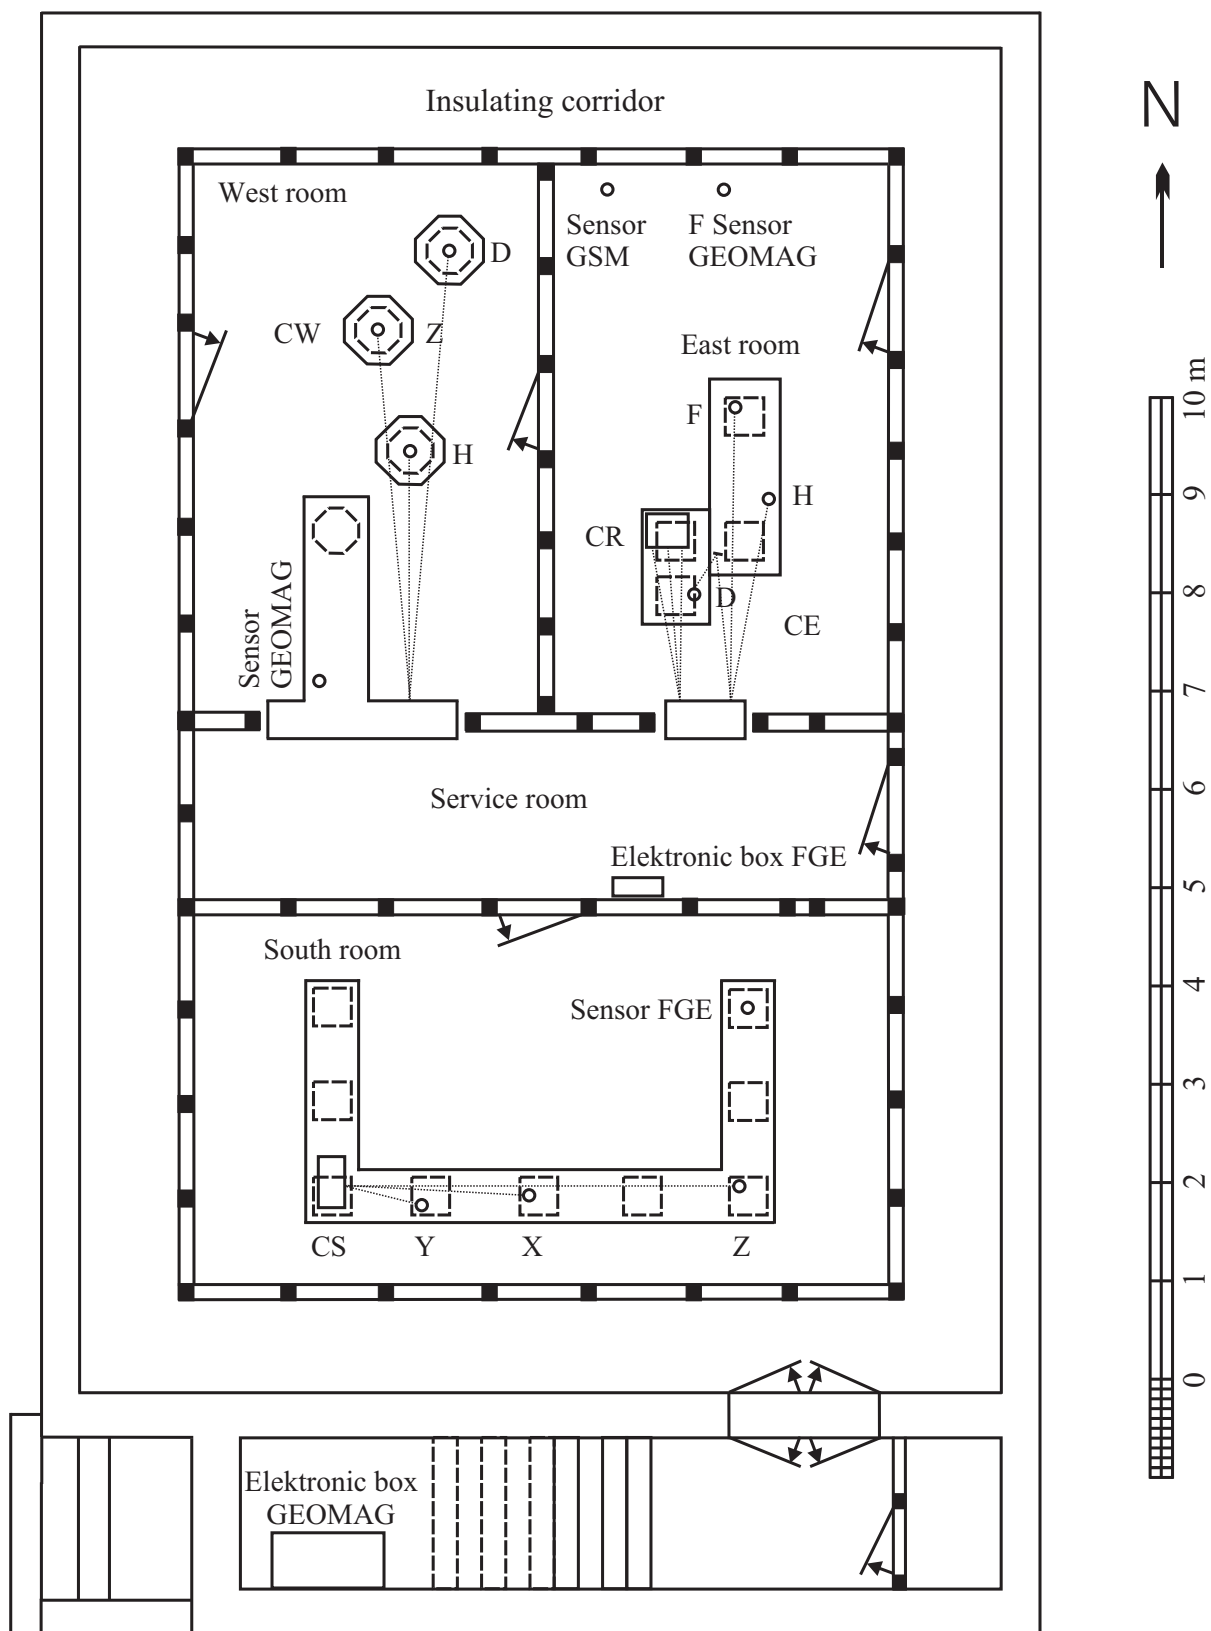 Insulating corridor
N
West room
Sensor
GSM
F Sensor
GEOMAG
D
CW
Z
East room
F
H
H
CR
D
CE
Sensor
GEOMAG
Service room
Elektronic box FGE
South room
Sensor FGE
CS
Y
X
Z
Elektronic box
GEOMAG
10 m
9
8
7
6
5
4
3
2
1
0